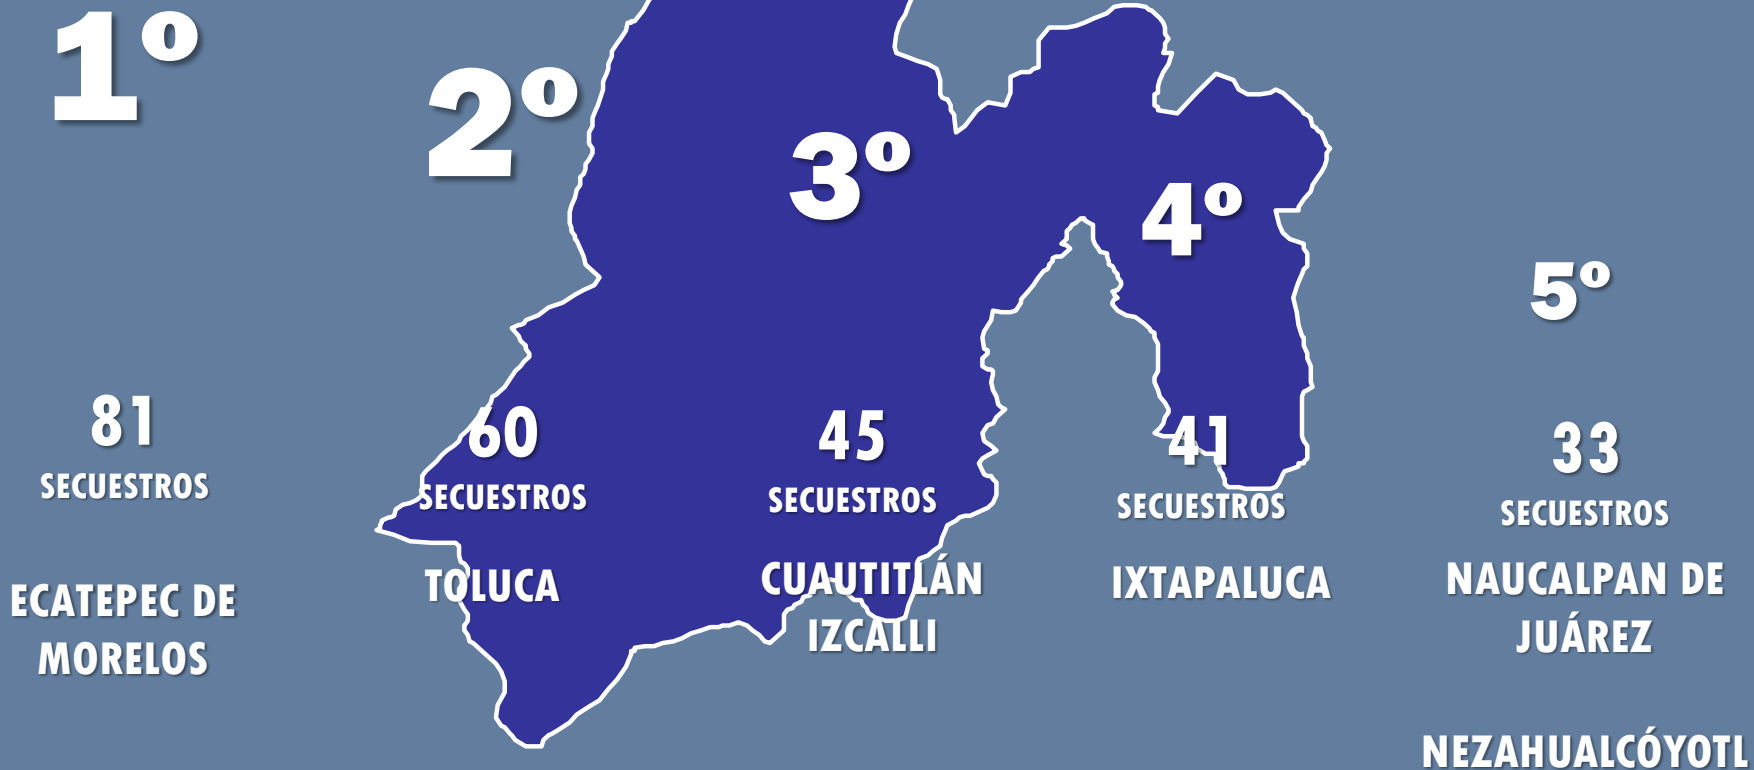 1º
2º
3º
4º
5º
81
SECUESTROS
ECATEPEC DE
MORELOS
60
SECUESTROS
TOLUCA
45
SECUESTROS
CUAUTITLÁN
IZCALLI
41
SECUESTROS
IXTAPALUCA
33
SECUESTROS
NAUCALPAN DE
JUÁREZ
NEZAHUALCÓYOTL